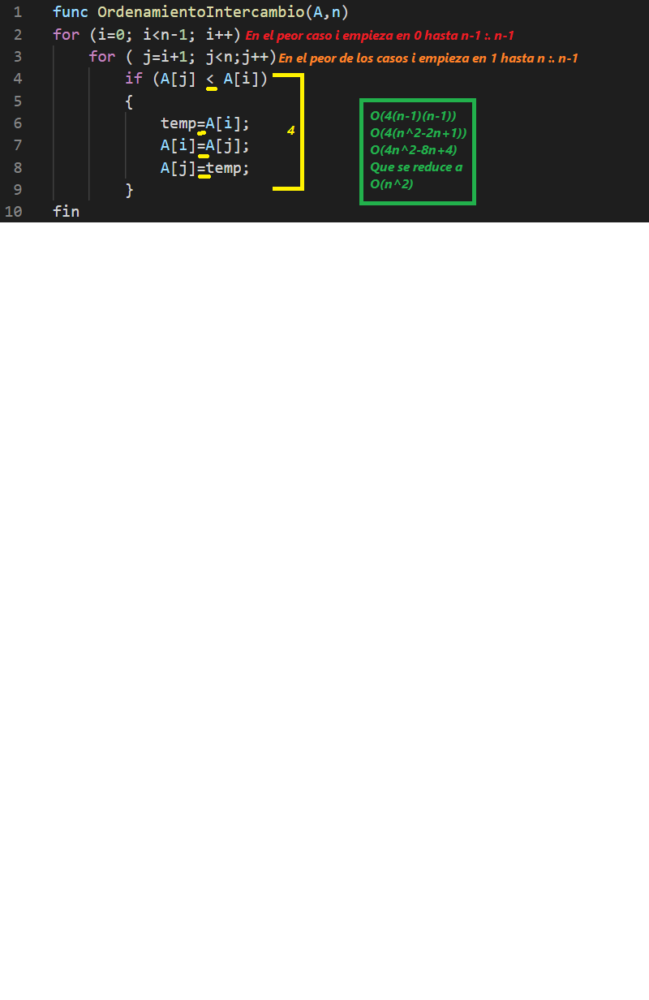 1 func OrdenamientoIntercambio(A,n)
2 for (i=0; i<n-1; i++) En el peor caso i empieza en 0 hasta n-1 :. n-1
3 for ( j=i+1; j<n;j++) En el peor de los casos i empieza en 1 hasta n :. n-1
4 if (A[j] < A[i])
5 {
6 temp=A[i];
7 A[i]=A[j];
8 A[j]=temp;
9 }
10 fin
4
O(4(n-1)(n-1))
O(4(n^2-2n+1))
O(4n^2-8n+4)
Que se reduce a
O(n^2)